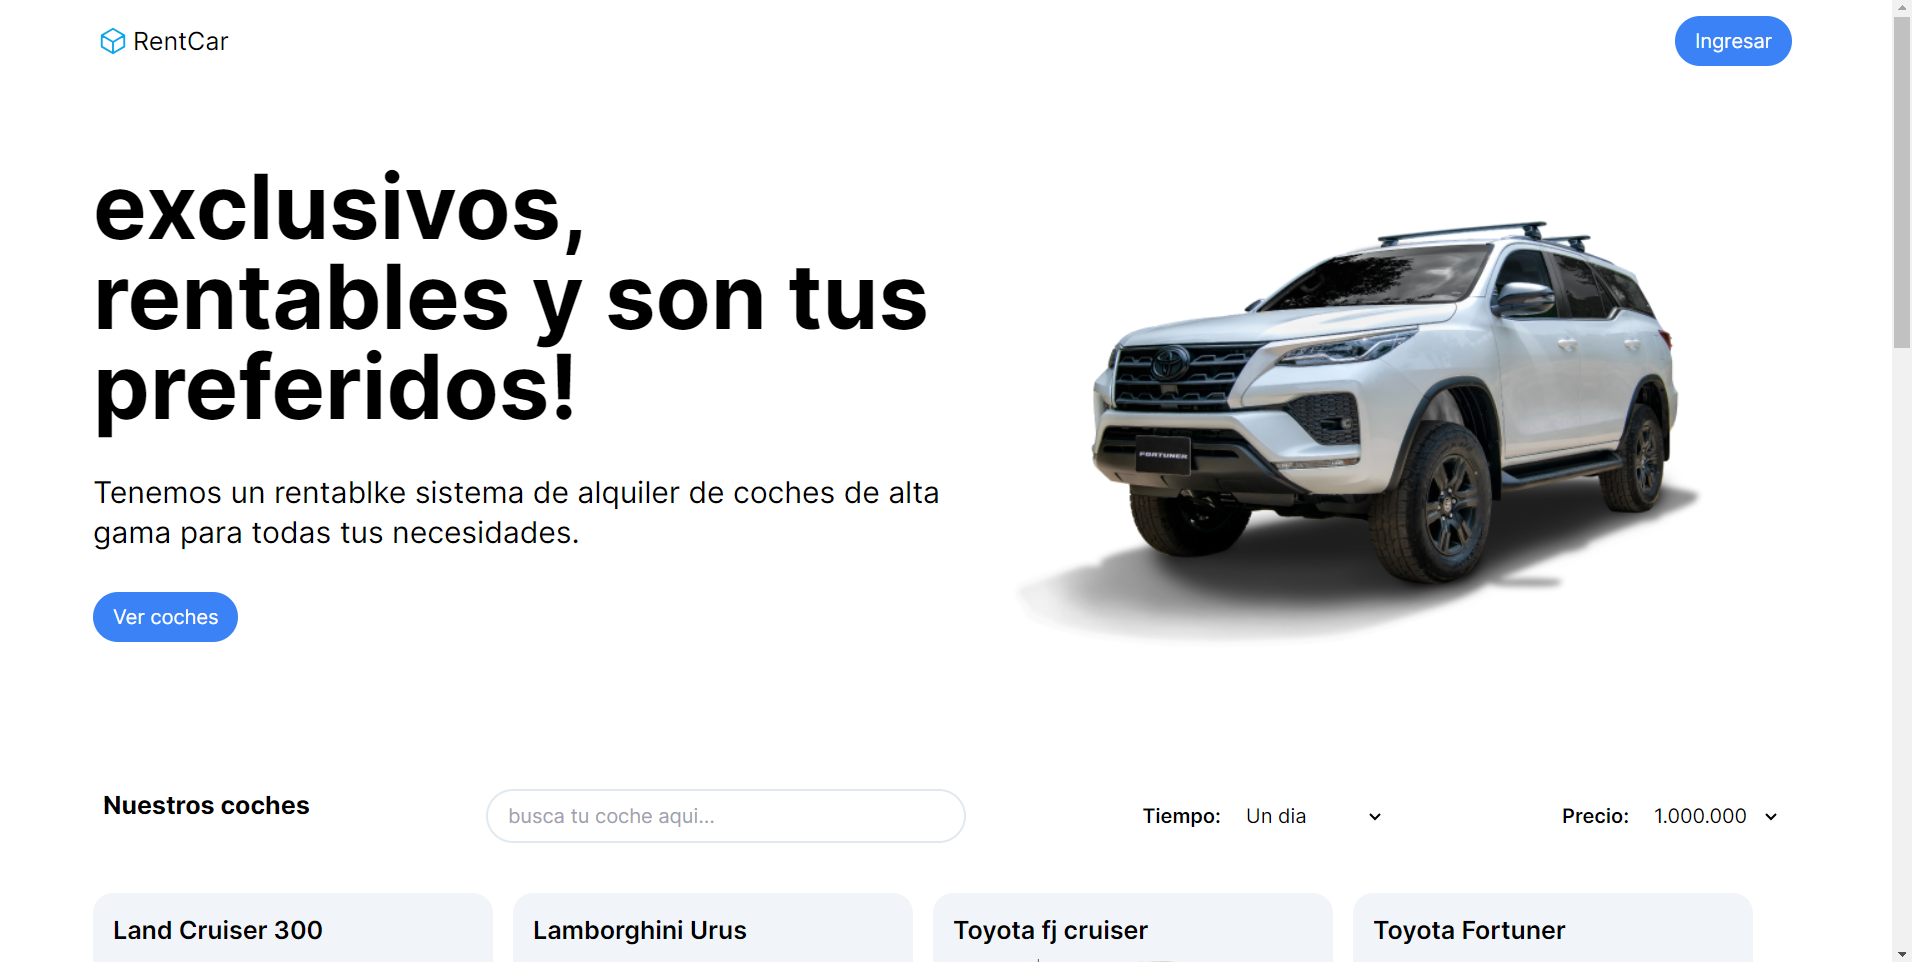 RentCar
Ingresar
exclusivos,
rentables y son tus
preferidos!
Tenemos un rentablke sistema de alquiler de coches de alta
gama para todas tus necesidades.
FORTUNER
Ver coches
Nuestros coches
busca tu coche aqui...
Tiempo: Un dia
Precio: 1.000.000
Land Cruiser 300
Lamborghini Urus
Toyota fj cruiser
Toyota Fortuner